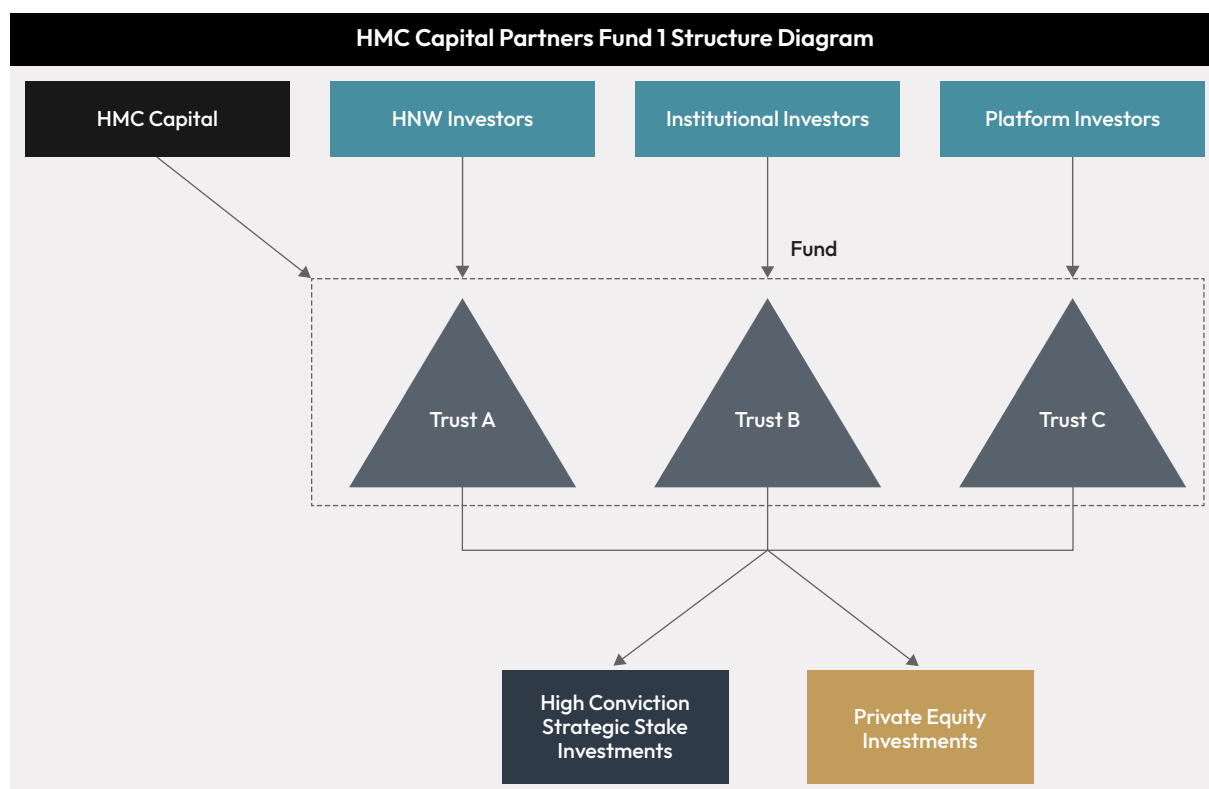 HMC Capital Partners Fund 1 Structure Diagram
HMC Capital
HNW Investors
Institutional Investors
Platform Investors
Fund
Trust A
Trust B
Trust C
High Conviction
Strategic Stake
Investments
Private Equity
Investments